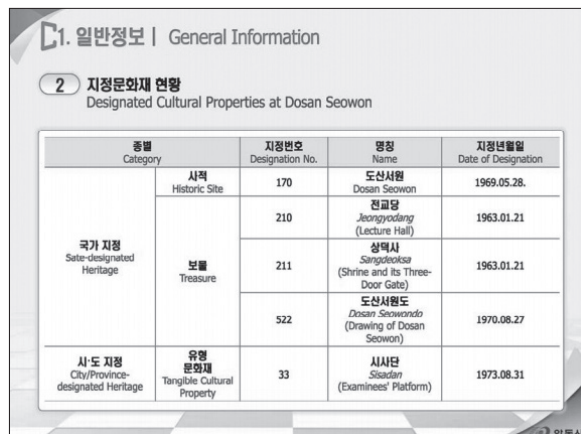 1. 일반정보 | General Information
2 지정문화재 현황
Designated Cultural Properties at Dosan Seowon
종별 지정번호 명칭 지정년월일
Category Designation No. Name Date of Designation
국가 지정
Sate-designated
Heritage
사적
Historic Site
170
도산서원
Dosan Seowon
1969.05.28.
보물
Treasure
210
전교당
Jeongyodang
(Lecture Hall)
1963.01.21
211
상덕사
Sangdeoksa
(Shrine and its Three-
Door Gate)
1963.01.21
522
도산서원도
Dosan Seowondo
(Drawing of Dosan
Seowon)
1970.08.27
시·도 지정
City/Province-
designated Heritage
유형
문화재
Tangible Cultural
Property
33
시사단
Sisadan
(Examinees' Platform)
1973.08.31